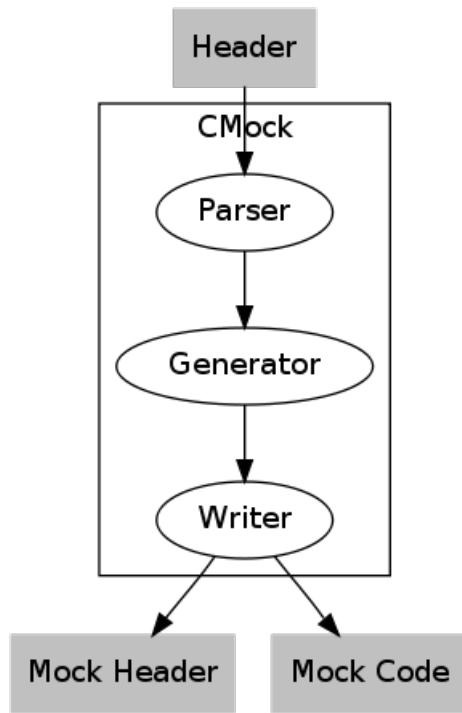 Header
CMock
Parser
Generator
Writer
Mock Header
Mock Code